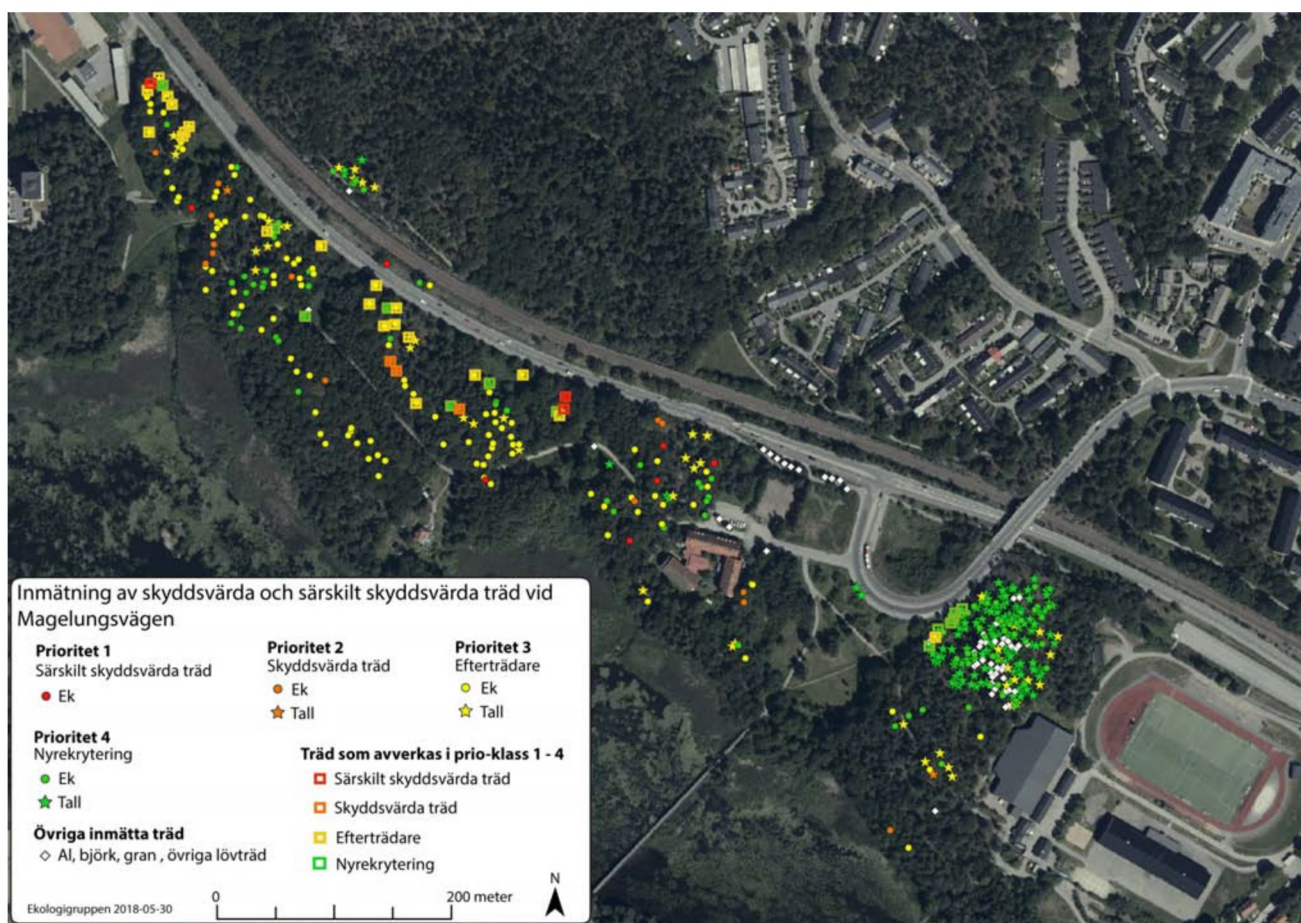 Inmätning av skyddsvärda och särskilt skyddsvärda träd vid
Magelungsvägen
Prioritet 1
Särskilt skyddsvärda träd
Ek
Prioritet 2
Skyddsvärda träd
Ek
Tall
Prioritet 3
Efterträdare
Ek
Tall
Prioritet 4
Nyrekrytering
Ek
Tall
Övriga inmätta träd
Al, björk, gran , övriga lövträd
Träd som avverkas i prio-klass 1 - 4
Särskilt skyddsvärda träd
Skyddsvärda träd
Efterträdare
Nyrekrytering
Ekologigruppen 2018-05-30
0
200 meter
N